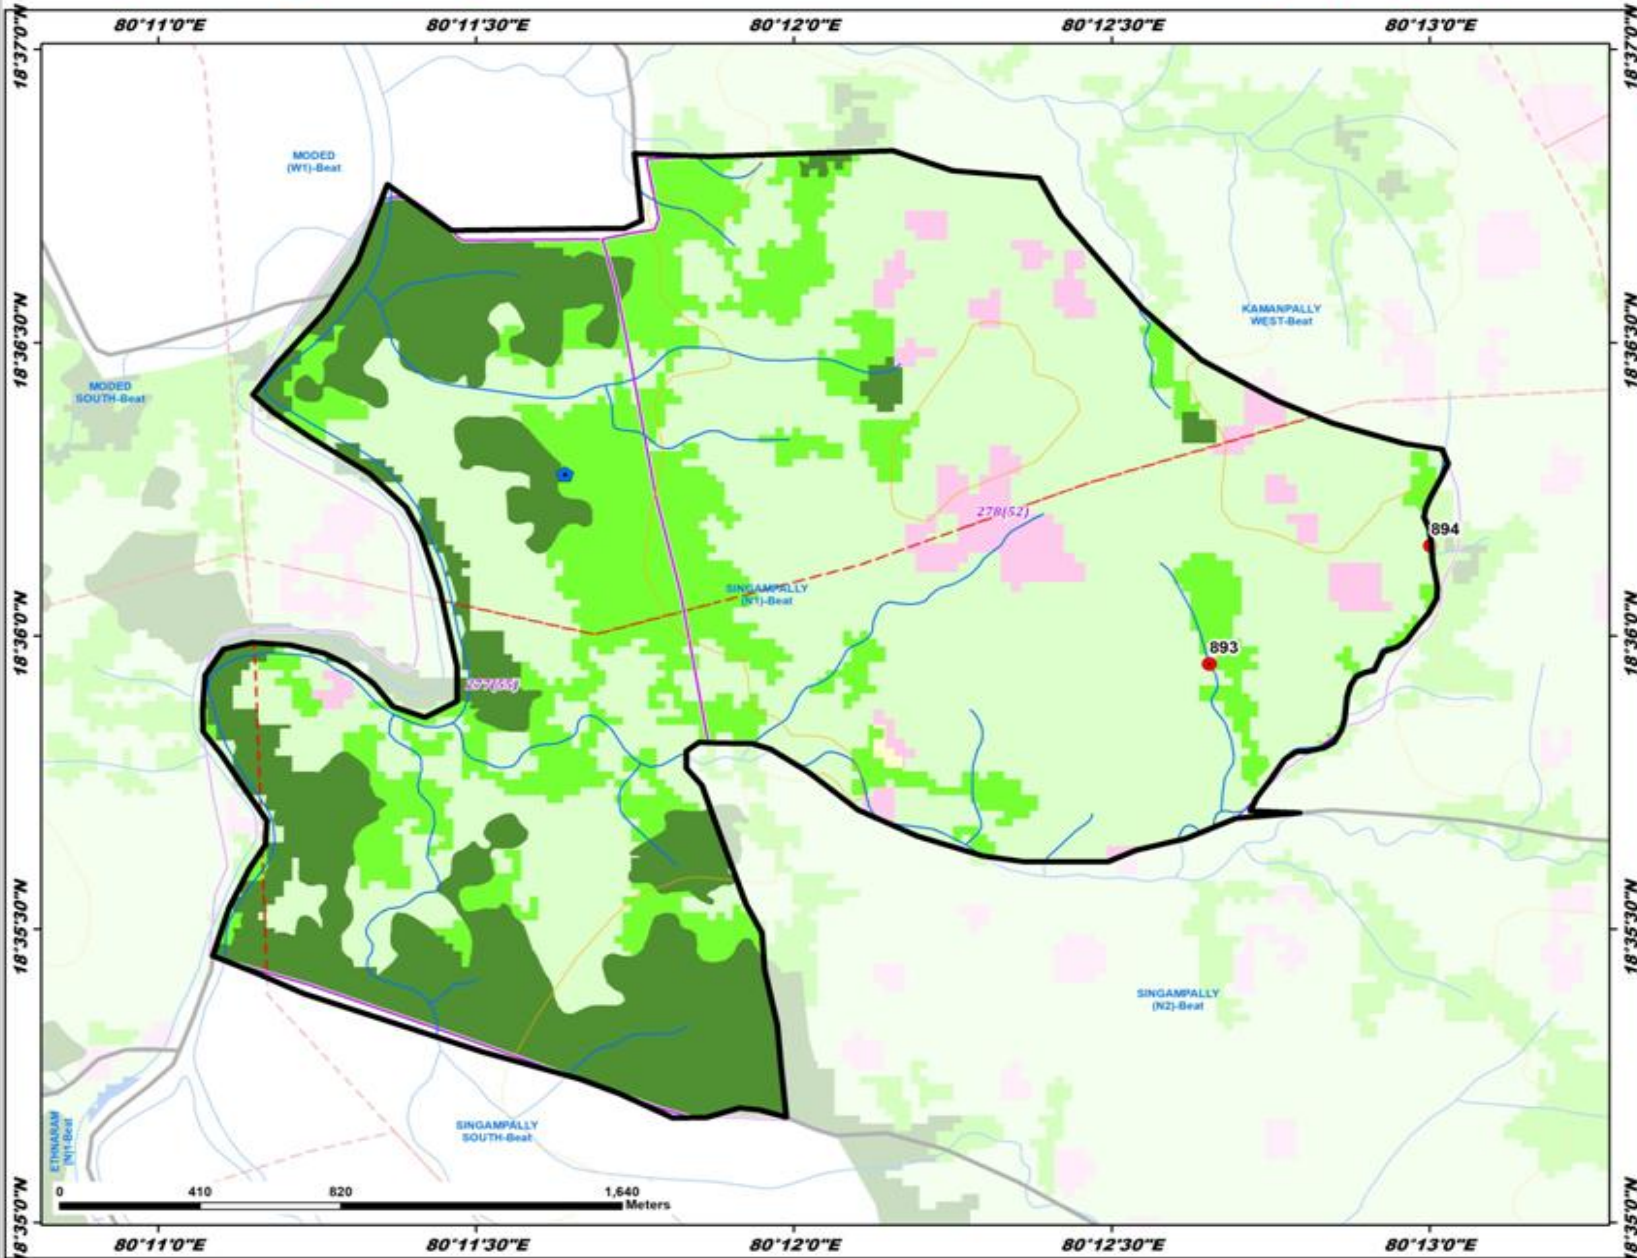 80°11'0"E 80°11'30"E 80°12'0"E 80°12'30"E 80°13'0"E
18°37'0"N
18°37'0"N
MODED
(W1)-Beat
KAMANPALLY
WEST-Beat
18°36'30"N
18°36'30"N
MODED
SOUTH-Beat
278(52)
894
SINGAMPALLY
(N1)-Beat
18°36'0"N
18°36'0"N
893
277(55)
18°35'30"N
18°35'30"N
SINGAMPALLY
(N2)-Beat
SINGAMPALLY
SOUTH-Beat
ETHNARAM
(N)1-Beat
0 410 820 1,640
Meters
18°35'0"N
18°35'0"N
80°11'0"E 80°11'30"E 80°12'0"E 80°12'30"E 80°13'0"E